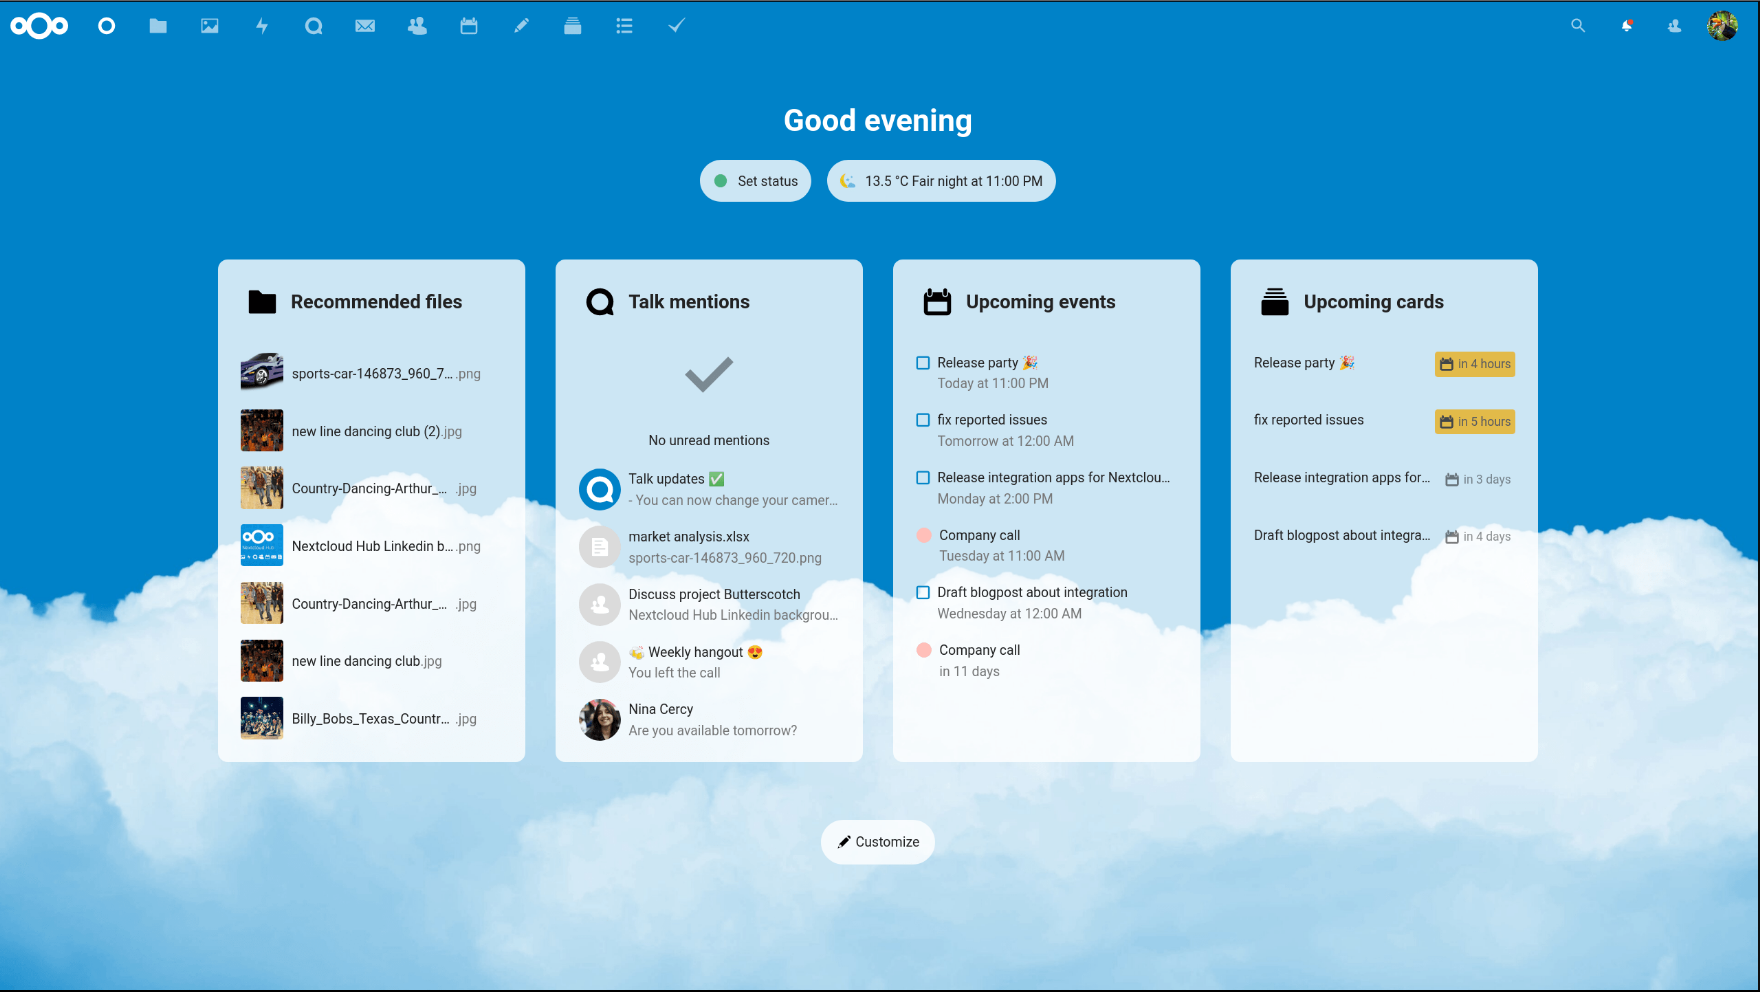 Good evening
Set status
13.5 °C Fair night at 11:00 PM
Recommended files
sports-car-146873_960_7... .png
new line dancing club (2).jpg
Country-Dancing-Arthur_... .jpg
Nextcloud Hub Linkedin b... .png
Country-Dancing-Arthur_... .jpg
new line dancing club.jpg
Billy_Bobs_Texas_Countr... .jpg
Talk mentions
No unread mentions
Talk updates ✅
- You can now change your camer...
market analysis.xlsx
sports-car-146873_960_720.png
Discuss project Butterscotch
Nextcloud Hub Linkedin backgrou...
🍻 Weekly hangout 😍
You left the call
Nina Cercy
Are you available tomorrow?
Upcoming events
Release party 🎉
Today at 11:00 PM
fix reported issues
Tomorrow at 12:00 AM
Release integration apps for Nextclou...
Monday at 2:00 PM
Company call
Tuesday at 11:00 AM
Draft blogpost about integration
Wednesday at 12:00 AM
Company call
in 11 days
Upcoming cards
Release party 🎉 in 4 hours
fix reported issues in 5 hours
Release integration apps for... in 3 days
Draft blogpost about integra... in 4 days
Customize